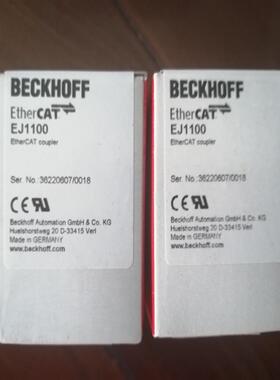 BECKHOFF
EtherCAT
EJ1100
EtherCAT coupler
Ser. No.:36220607/0018
CE
Beckhoff Automation GmbH & Co. KG
Huelshorstweg 20 D-33415 Verl
Made in GERMANY
www.beckhoff.com
BECKHOFF
EtherCAT
EJ1100
EtherCAT coupler
Ser. No.:36220607/0018
CE
Beckhoff Automation GmbH & Co. KG
Huelshorstweg 20 D-33415 Verl
Made in GERMANY
www.beckhoff.com